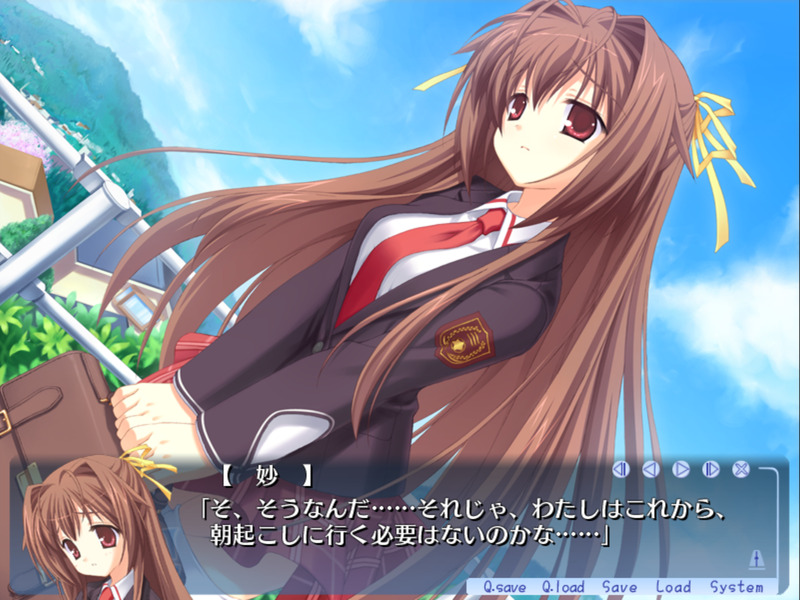 【 妙 】
「そ、そうなんだ……それじゃ、わたしはこれから、
朝起こしに行く必要はないのかな……」
Q.save Q.load Save Load System